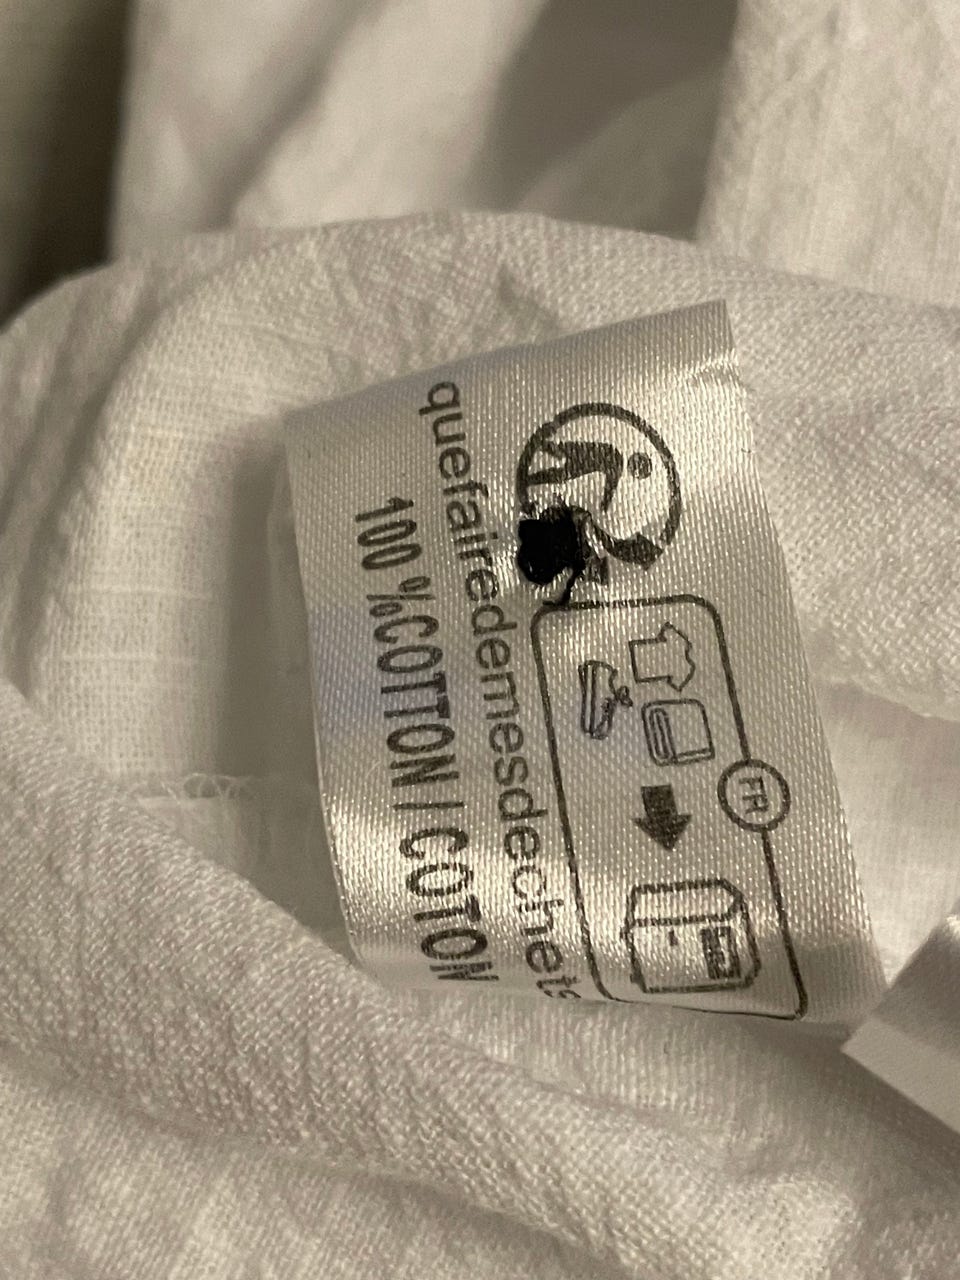 FR
quefairedemesdechets
100 %COTTON / COTON